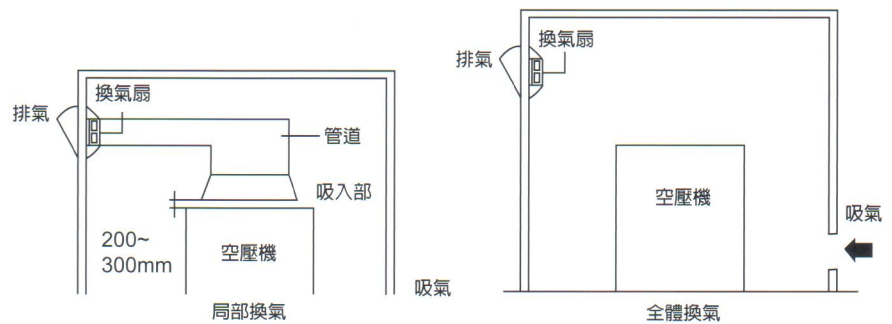 排氣
換氣扇
管道
吸入部
200~
300mm
空壓機
吸氣
局部換氣
排氣
換氣扇
空壓機
吸氣
全體換氣